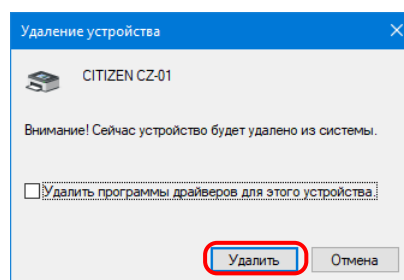 Удаление устройства
CITIZEN CZ-01
Внимание! Сейчас устройство будет удалено из системы.
Удалить программы драйверов для этого устройства.
Удалить Отмена